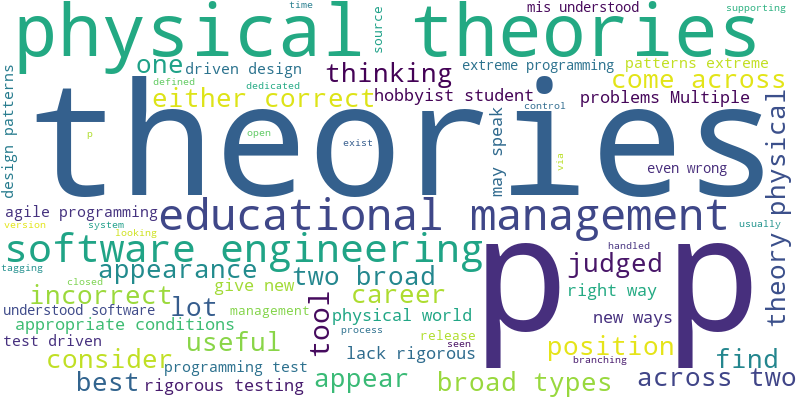 time
mis understood
supporting
physical theories
source
one
driven design
thinking
extreme programming
patterns extreme
come across
defined
dedicated
either correct
hobbyist student
control
problems Multiple
design patterns
theories
p
open
exist
may speak
via
even wrong
theory physical
agile programming
educational management
version
system
looking
usually
software engineering
p p
handled
tagging
appearance
two broad
judged
closed
give new
incorrect
lot
career
right way
understood software
management
tool
physical world
new ways
appropriate conditions
process
release
test driven
useful
seen
lack rigorous
position
consider
programming test
branching
find
best
rigorous testing
appear
broad types
across two